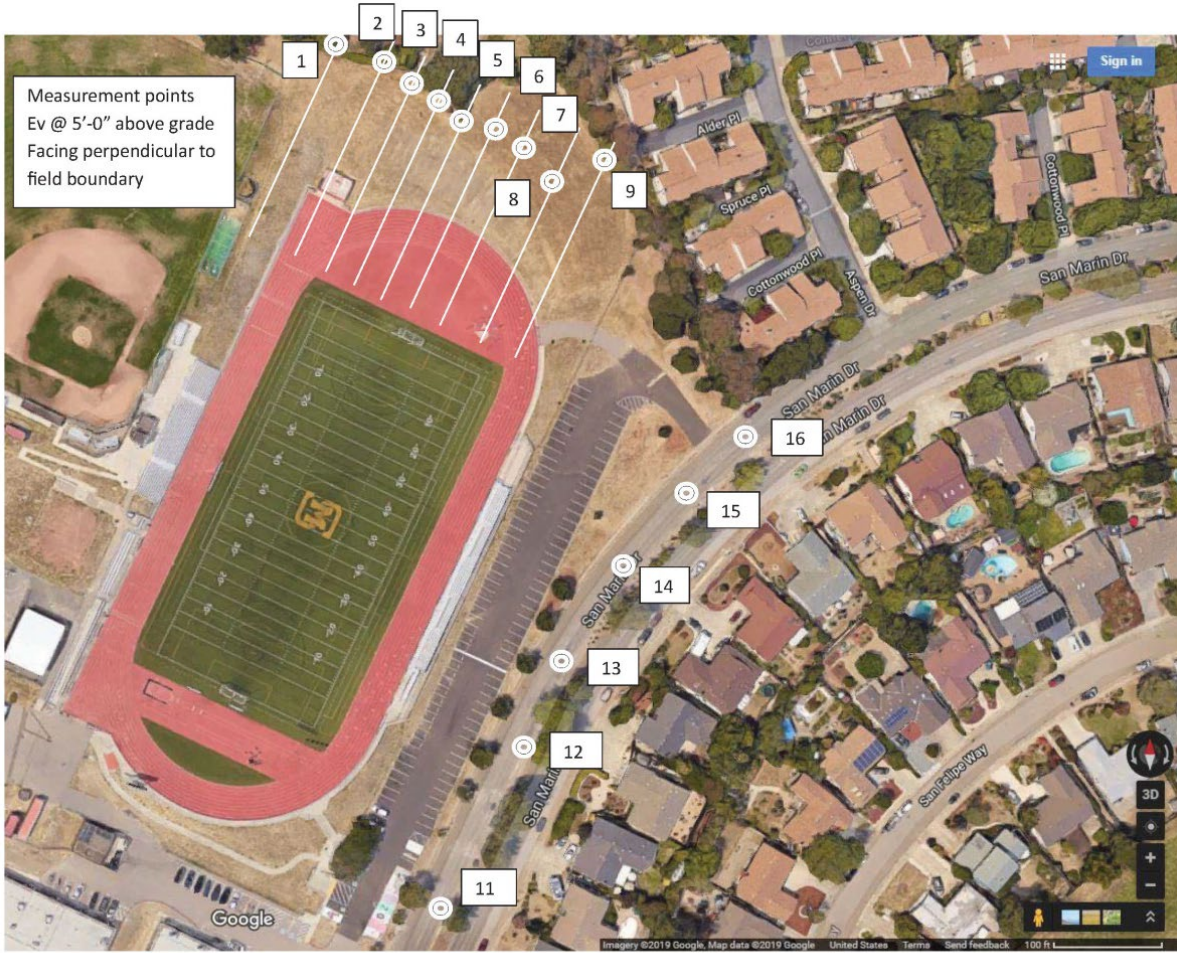 1
2
3
4
5
6
7
8
9
Measurement points
Ev @ 5’-0” above grade
Facing perpendicular to
field boundary
Sign in
Alder Pl
Spruce Pl
Cottonwood Pl
Cottonwood Pl
Aspen Dr
San Marin Dr
San Marin Dr
San Marin Dr
16
15
14
13
12
11
San Felipe Way
3D
Google
Imagery ©2019 Google, Map data ©2019 Google United States Terms Send feedback 100 ft